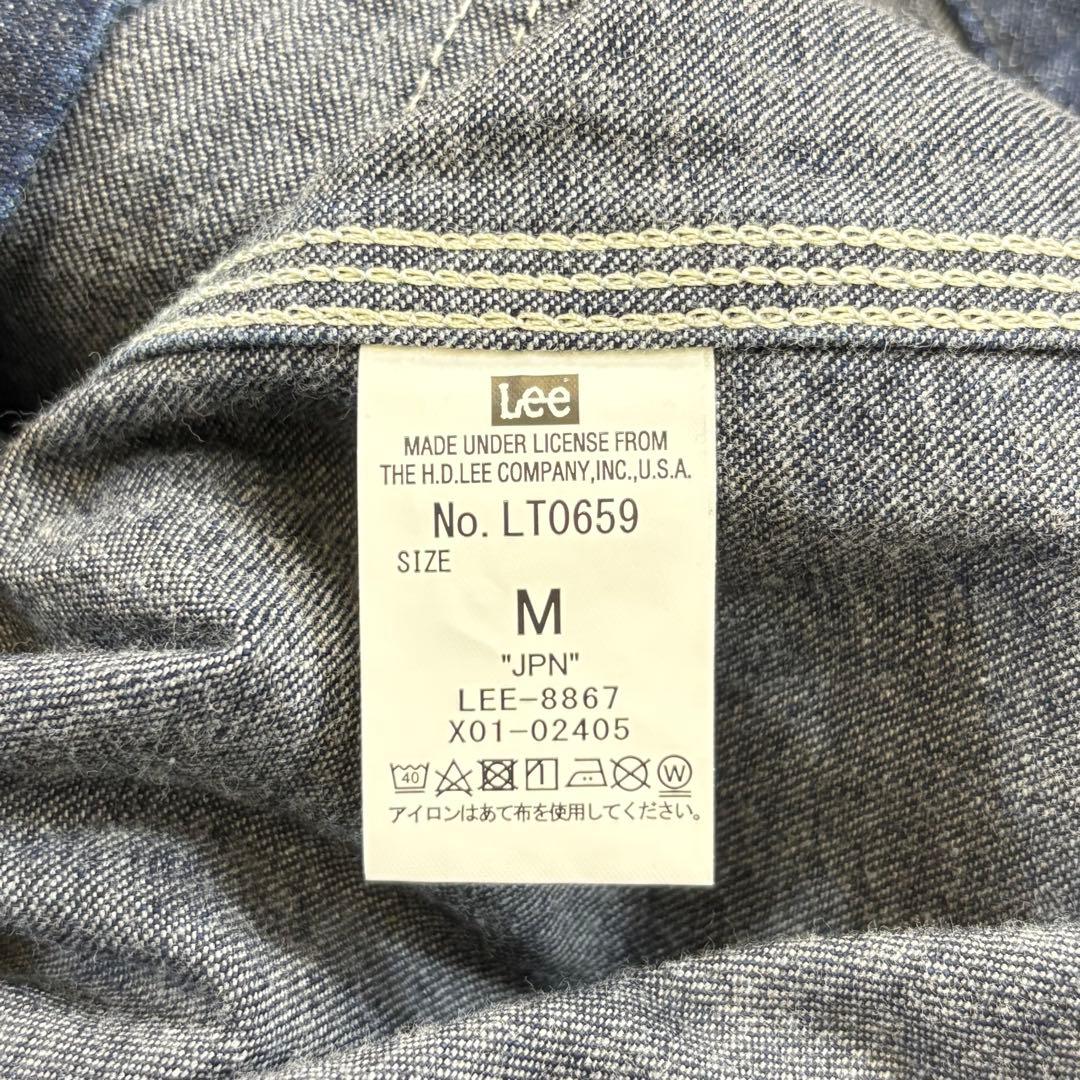 Lee
MADE UNDER LICENSE FROM
THE H.D.LEE COMPANY,INC.,U.S.A.
No. LT0659
SIZE
M
"JPN"
LEE-8867
X01-02405
40 W
アイロンはあて布を使用してください。